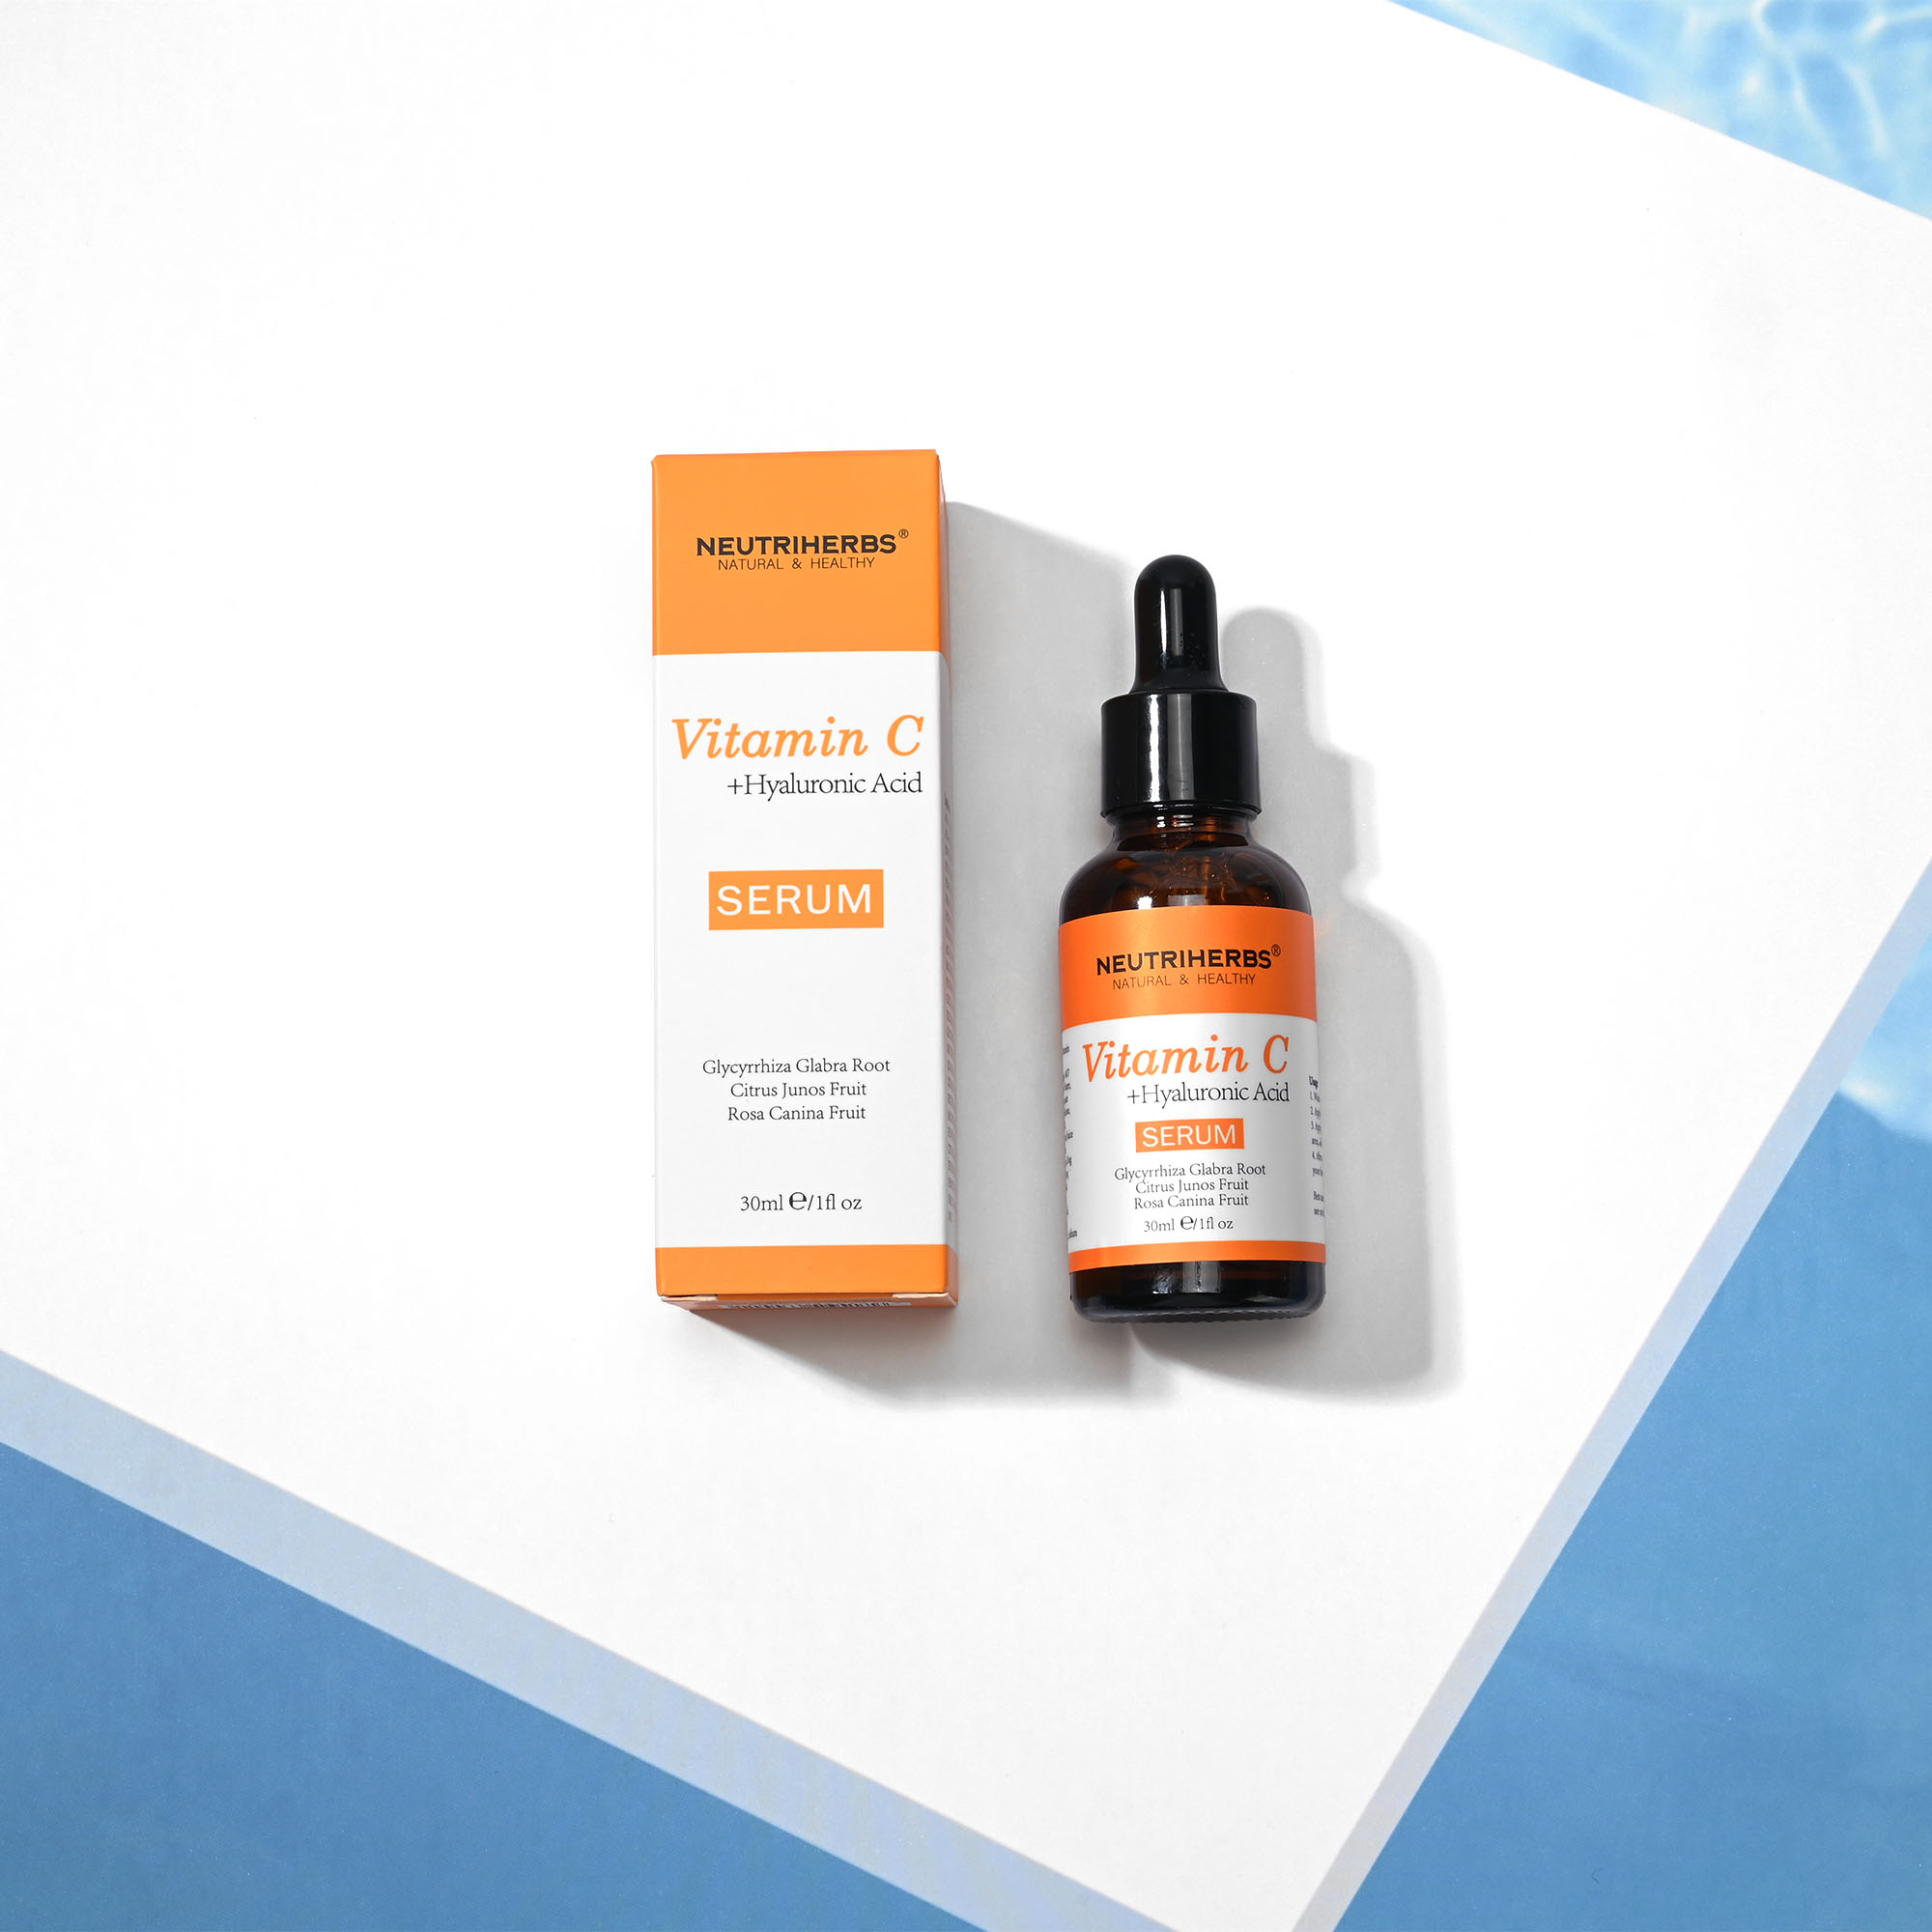 NEUTRIHERBS®
NATURAL & HEALTHY
Vitamin C
+Hyaluronic Acid
SERUM
Glycyrrhiza Glabra Root
Citrus Junos Fruit
Rosa Canina Fruit
30ml ℮/1fl oz
NEUTRIHERBS®
NATURAL & HEALTHY
Vitamin C
+Hyaluronic Acid
SERUM
Glycyrrhiza Glabra Root
Citrus Junos Fruit
Rosa Canina Fruit
30ml ℮/1fl oz